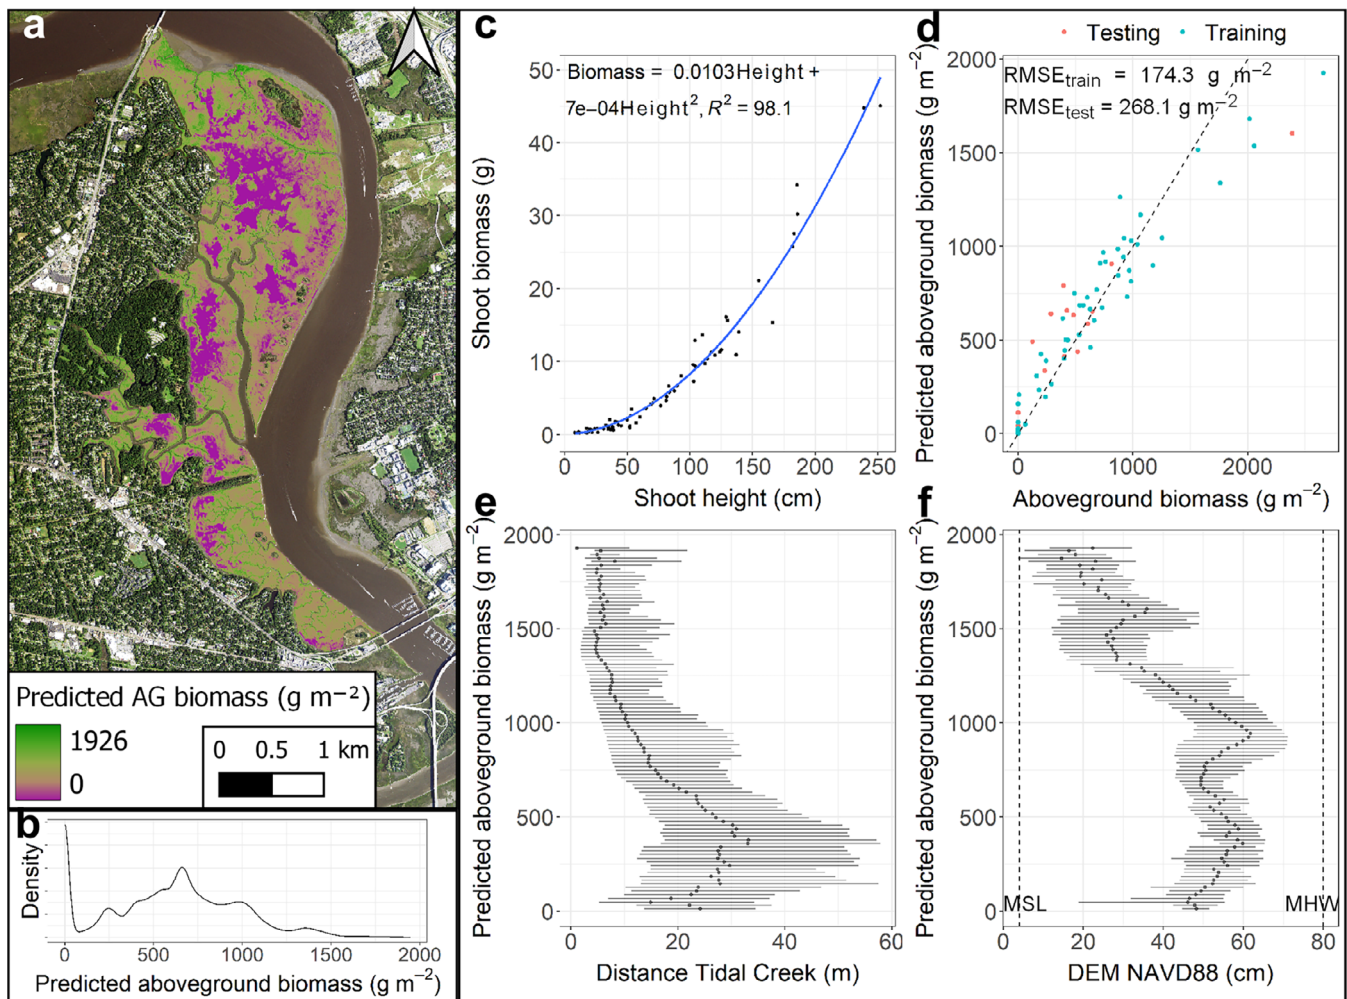 a
Predicted AG biomass (g m⁻²)
1926
0
0 0.5 1 km
b
Density
0 500 1000 1500 2000
Predicted aboveground biomass (g m⁻²)
c
Biomass = 0.0103Height +
7e−04Height², R² = 98.1
Shoot biomass (g)
50
40
30
20
10
0
0 50 100 150 200 250
Shoot height (cm)
d
Testing Training
RMSEtrain = 174.3 g m⁻²
RMSEtest = 268.1 g m⁻²
Predicted aboveground biomass (g m⁻²)
2000
1500
1000
500
0
0 1000 2000
Aboveground biomass (g m⁻²)
e
Predicted aboveground biomass (g m⁻²)
2000
1500
1000
500
0
0 20 40 60
Distance Tidal Creek (m)
f
Predicted aboveground biomass (g m⁻²)
2000
1500
1000
500
0
MSL MHW
0 20 40 60 80
DEM NAVD88 (cm)